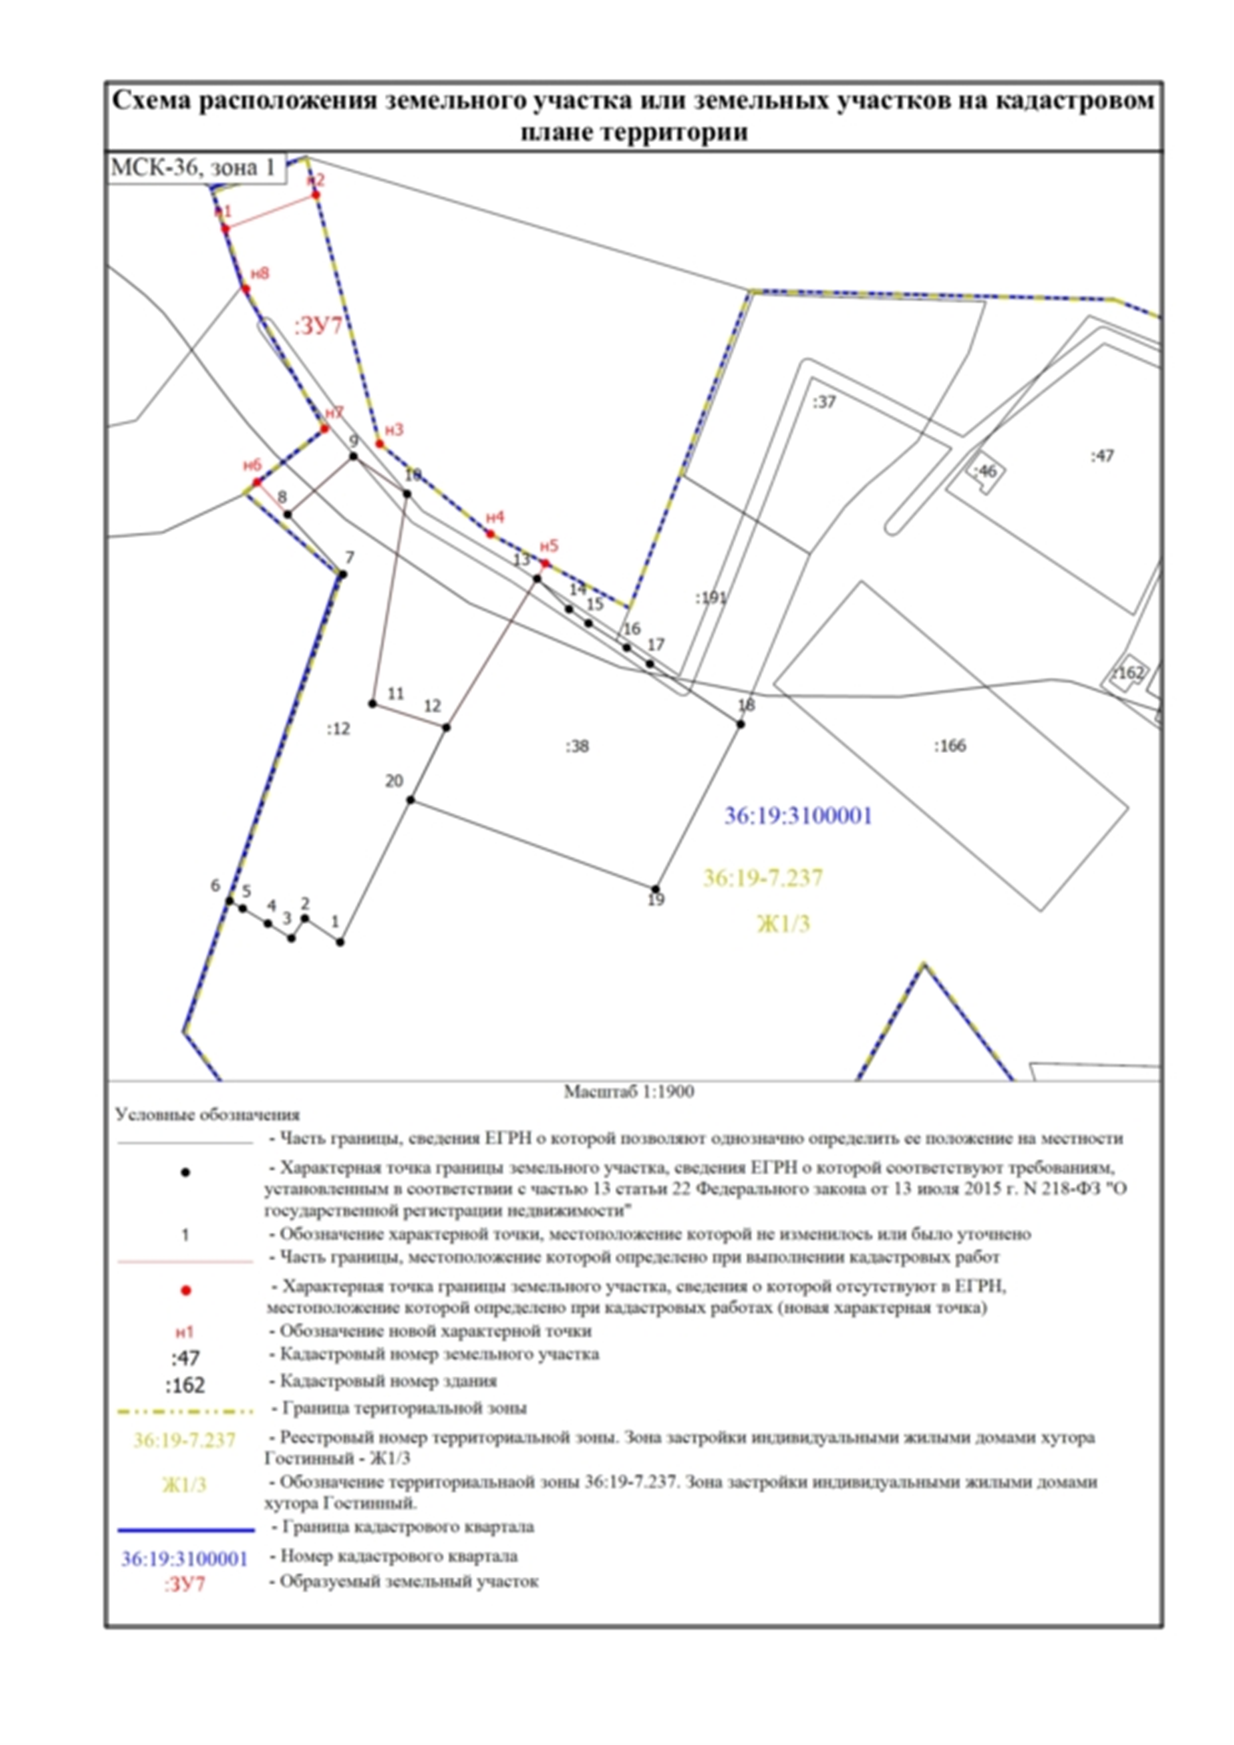 Схема расположения земельного участка или земельных участков на кадастровом
плане территории
МСК-36, зона 1
н2
н1
н8
:ЗУ7
н7
н3
9
10
н6
8
н4
н5
13
7
14
15
16
17
:37
:47
:46
:191
:162
11
12
18
:12
:38
:166
20
36:19:3100001
36:19-7.237
19
Ж1/3
6
5
4
3
2
1
Масштаб 1:1900
Условные обозначения
- Часть границы, сведения ЕГРН о которой позволяют однозначно определить ее положение на местности
- Характерная точка границы земельного участка, сведения ЕГРН о которой соответствуют требованиям,
установленным в соответствии с частью 13 статьи 22 Федерального закона от 13 июля 2015 г. N 218-ФЗ "О
государственной регистрации недвижимости"
1 - Обозначение характерной точки, местоположение которой не изменилось или было уточнено
- Часть границы, местоположение которой определено при выполнении кадастровых работ
- Характерная точка границы земельного участка, сведения о которой отсутствуют в ЕГРН,
местоположение которой определено при кадастровых работах (новая характерная точка)
н1 - Обозначение новой характерной точки
:47 - Кадастровый номер земельного участка
:162 - Кадастровый номер здания
- Граница териториальной зоны
36:19-7.237 - Реестровый номер территориальной зоны. Зона застройки индивидуальными жилыми домами хутора
Гостинный - Ж1/3
Ж1/3 - Обозначение территориальнаой зоны 36:19-7.237. Зона застройки индивидуальными жилыми домами
хутора Гостинный.
- Граница кадастрового квартала
36:19:3100001 - Номер кадастрового квартала
:ЗУ7 - Образуемый земельный участок